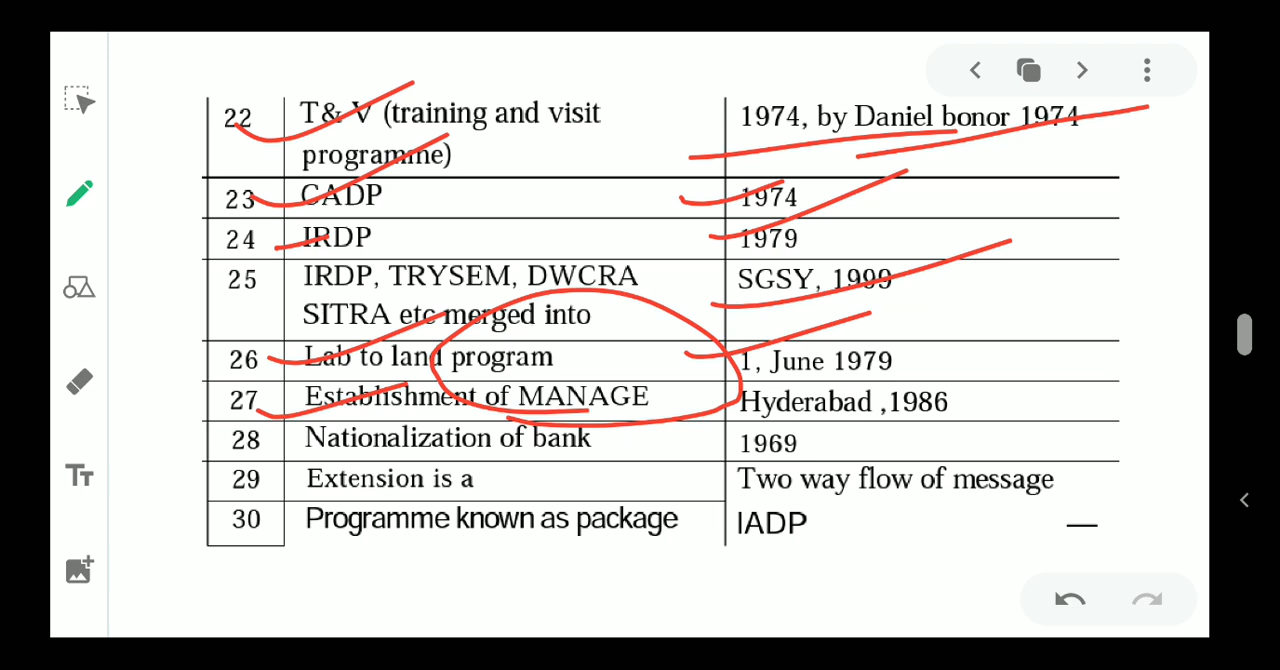 22 T& V (training and visit 1974, by Daniel bonor 1974
programme)
23 CADP 1974
24 IRDP 1979
25 IRDP, TRYSEM, DWCRA SGSY, 1999
SITRA etc merged into
26 Lab to land program 1, June 1979
27 Establishment of MANAGE Hyderabad ,1986
28 Nationalization of bank 1969
29 Extension is a Two way flow of message
30 Programme known as package IADP —
Tт